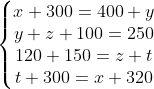 x + 300 = 400 + y
y + z + 100 = 250
120 + 150 = z + t
t + 300 = x + 320